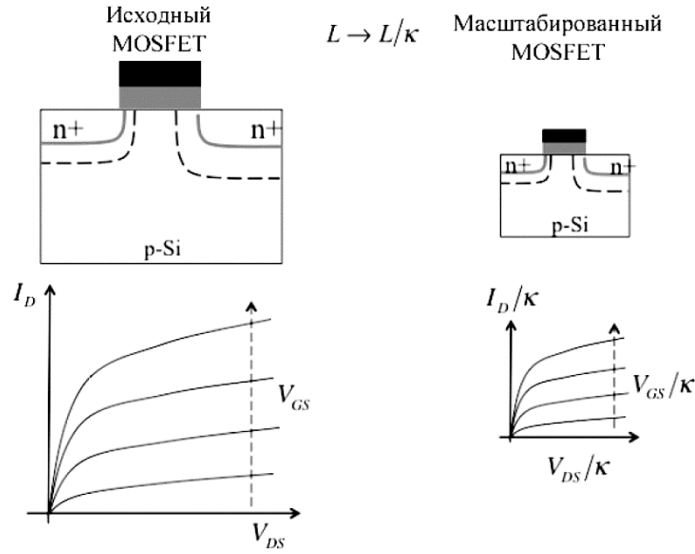 Исходный
MOSFET
L → L/κ
Масштабированный
MOSFET
n+
n+
p-Si
n+
n+
p-Si
I_D
V_GS
V_DS
I_D/κ
V_GS/κ
V_DS/κ